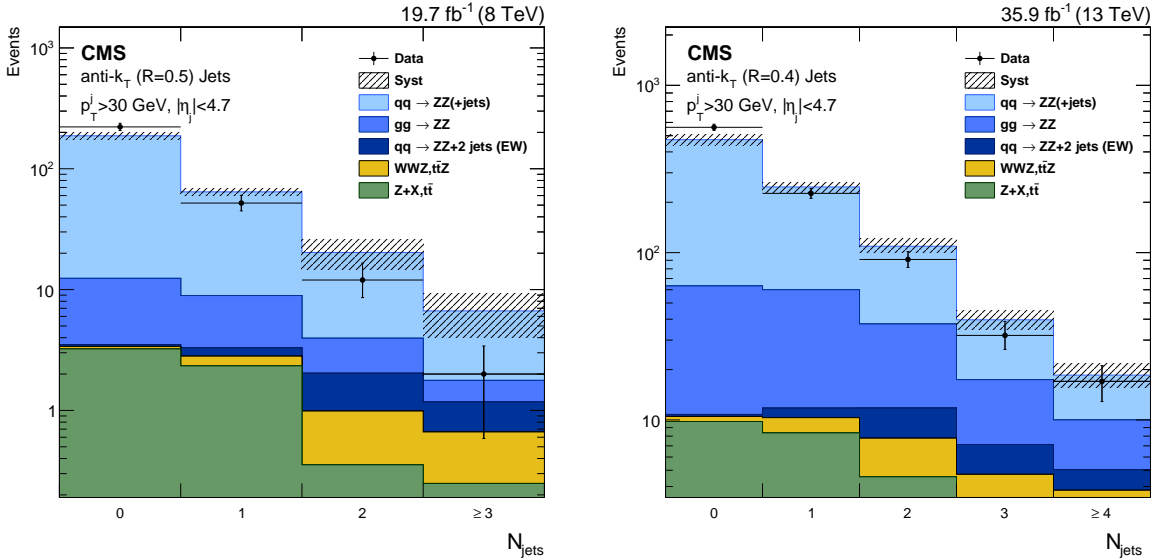 19.7 fb⁻¹ (8 TeV)
Events
10³
10²
10
1
CMS
anti-k_T (R=0.5) Jets
p_T^j>30 GeV, |η_j|<4.7
Data
Syst
qq → ZZ(+jets)
gg → ZZ
qq → ZZ+2 jets (EW)
WWZ,tt̄Z
Z+X,tt̄
0 1 2 ≥ 3
N_jets
35.9 fb⁻¹ (13 TeV)
Events
10³
10²
10
CMS
anti-k_T (R=0.4) Jets
p_T^j>30 GeV, |η_j|<4.7
Data
Syst
qq → ZZ(+jets)
gg → ZZ
qq → ZZ+2 jets (EW)
WWZ,tt̄Z
Z+X,tt̄
0 1 2 3 ≥ 4
N_jets